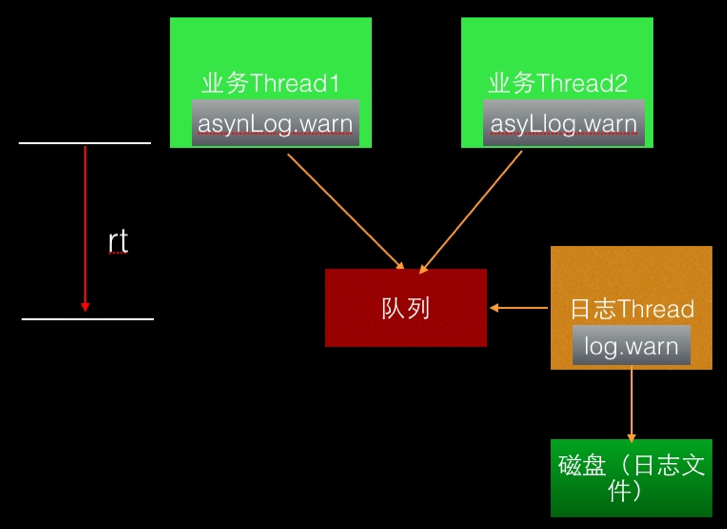 业务Thread1
asynLog.warn
业务Thread2
asyLlog.warn
rt
队列
日志Thread
log.warn
磁盘（日志文
件）